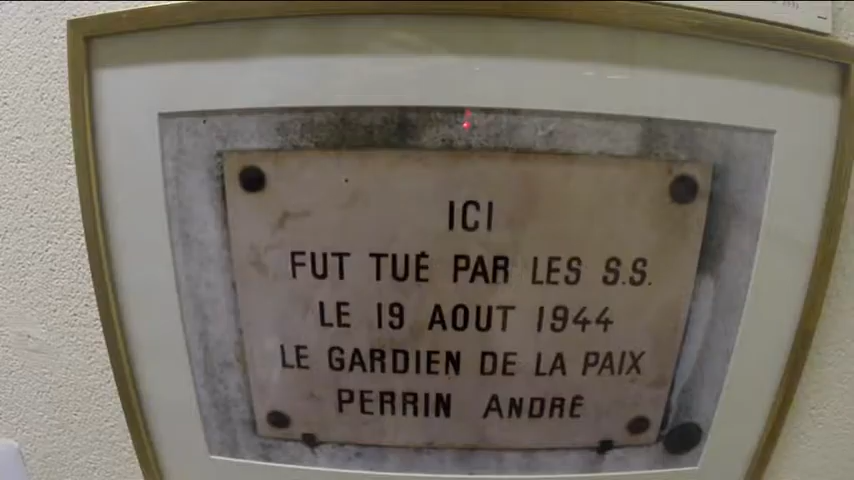 ICI
FUT TUÉ PAR LES S.S.
LE 19 AOUT 1944
LE GARDIEN DE LA PAIX
PERRIN ANDRÉ